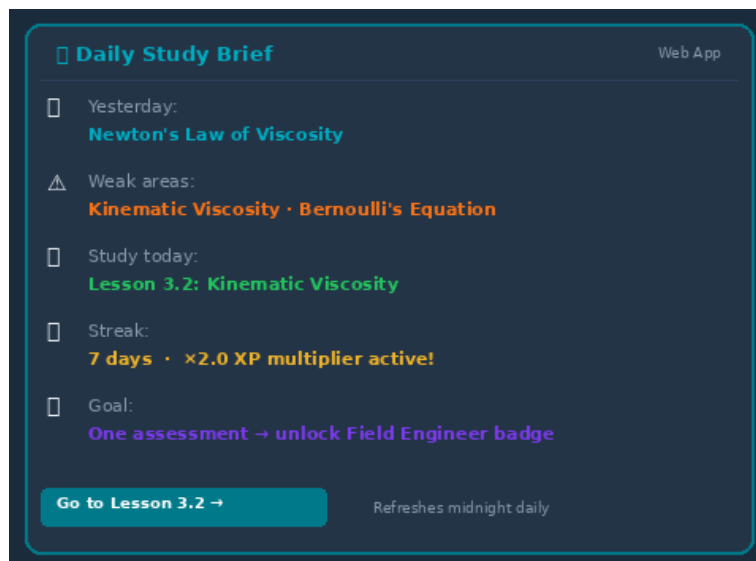 Daily Study Brief
Web App
Yesterday:
Newton's Law of Viscosity
⚠ Weak areas:
Kinematic Viscosity · Bernoulli's Equation
Study today:
Lesson 3.2: Kinematic Viscosity
Streak:
7 days · ×2.0 XP multiplier active!
Goal:
One assessment → unlock Field Engineer badge
Go to Lesson 3.2 →
Refreshes midnight daily